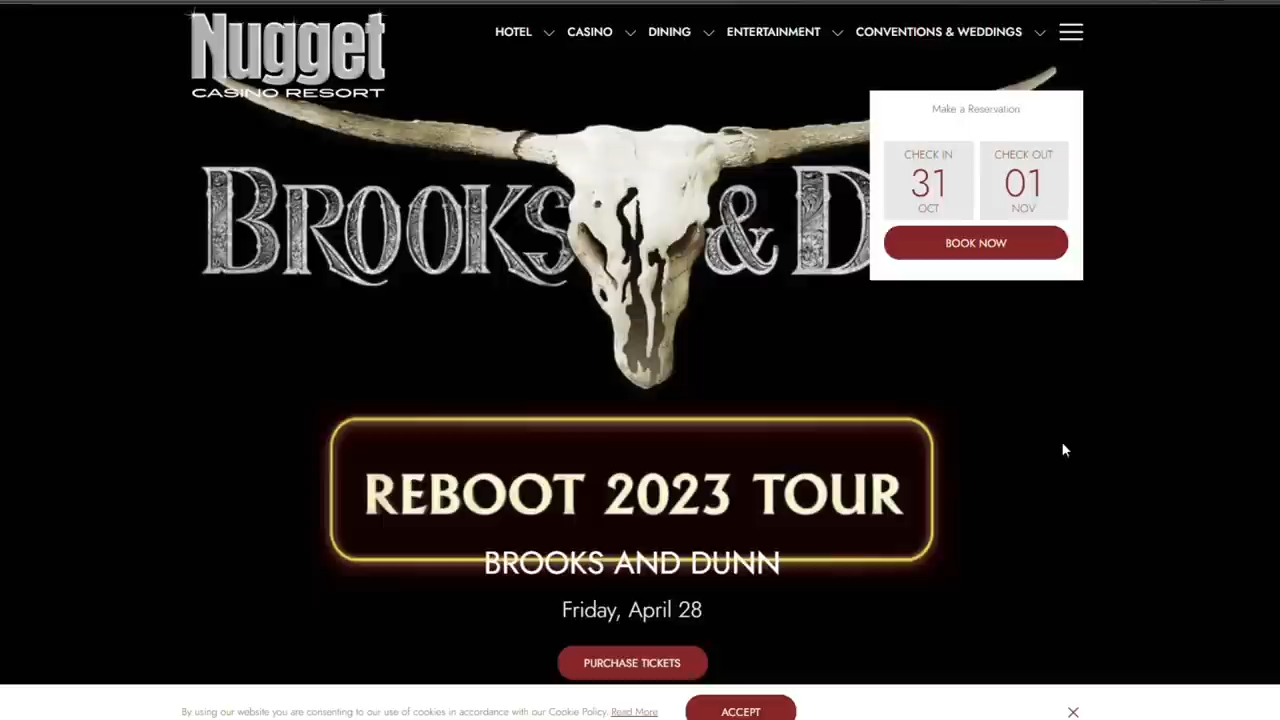 Nugget
CASINO RESORT
HOTEL
CASINO
DINING
ENTERTAINMENT
CONVENTIONS & WEDDINGS
Make a Reservation
CHECK IN
31
OCT
CHECK OUT
01
NOV
BOOK NOW
BROOKS & D
REBOOT 2023 TOUR
BROOKS AND DUNN
Friday, April 28
PURCHASE TICKETS
By using our website you are consenting to our use of cookies in accordance with our Cookie Policy. Read More
ACCEPT